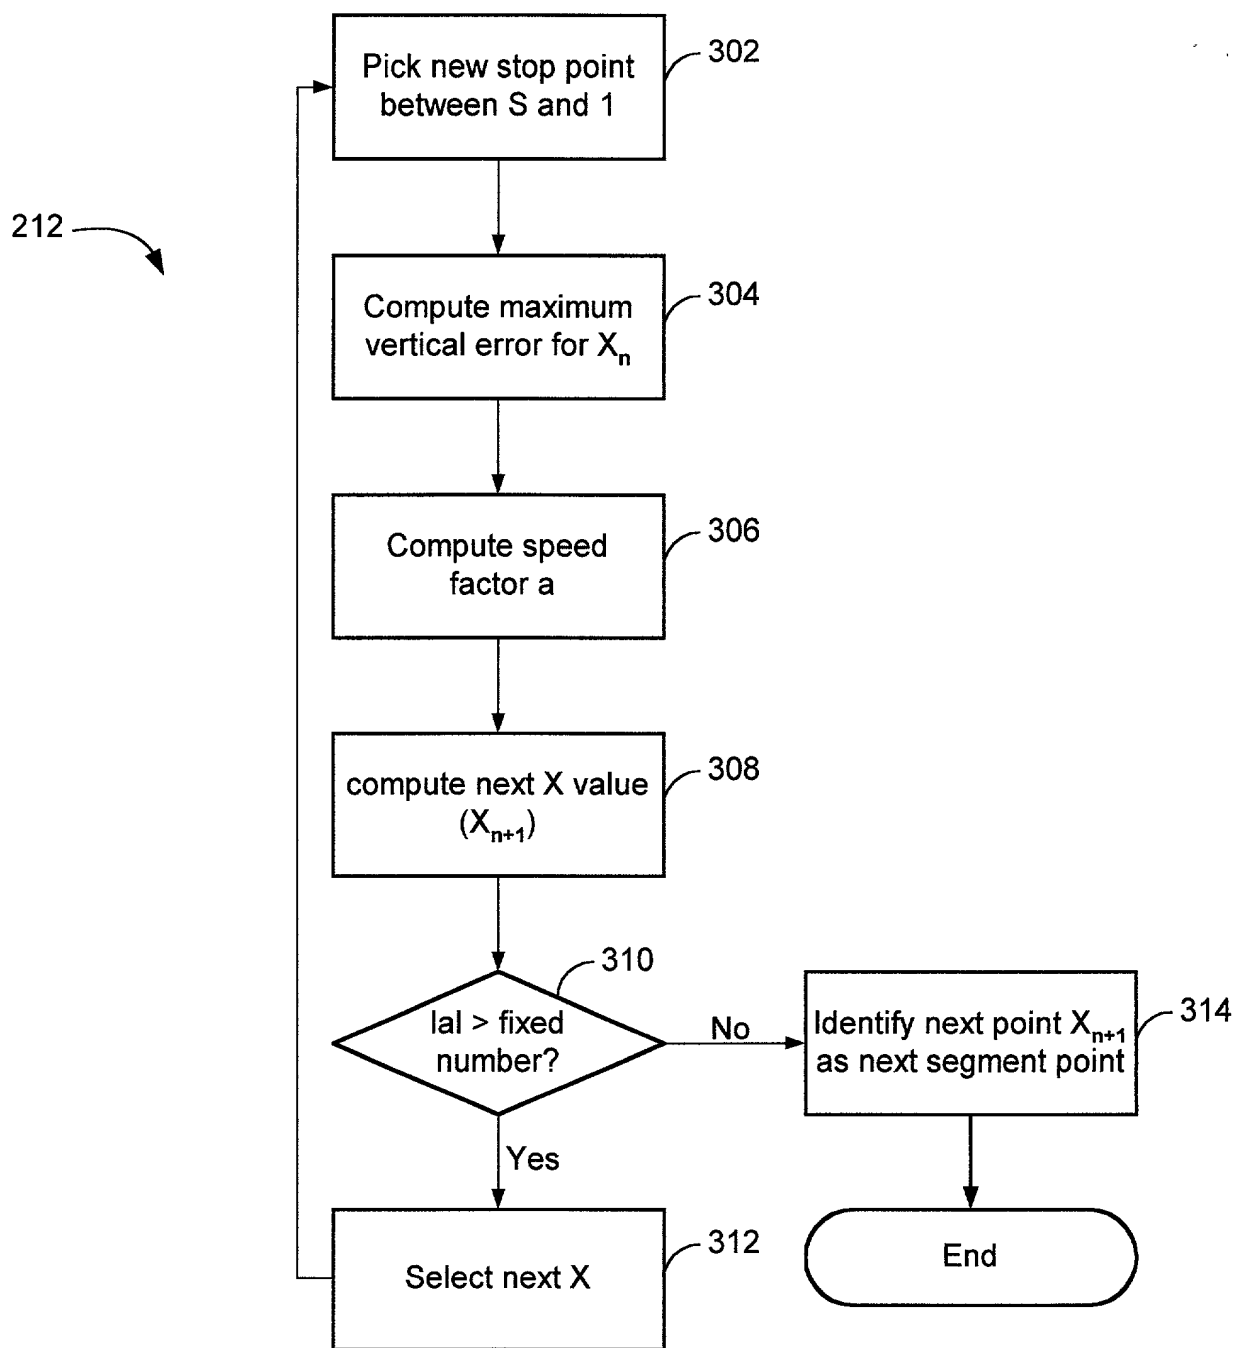 Pick new stop point
between S and 1
302
212
Compute maximum
vertical error for Xn
304
Compute speed
factor a
306
compute next X value
(Xn+1)
308
310
lal > fixed
number?
No
Identify next point Xn+1
as next segment point
314
Yes
Select next X
312
End